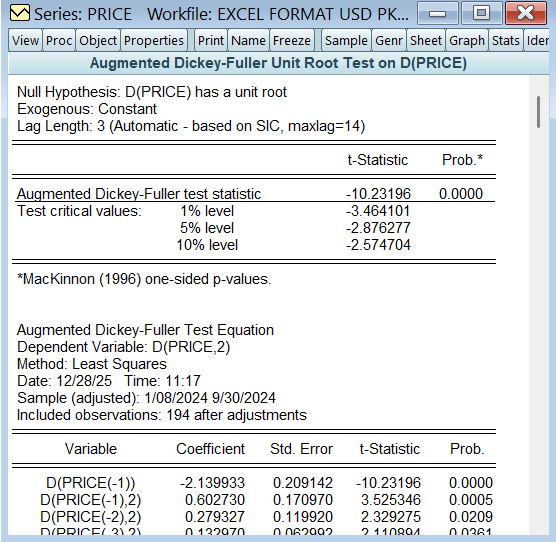 Series: PRICE Workfile: EXCEL FORMAT USD PK...
View Proc Object Properties Print Name Freeze Sample Genr Sheet Graph Stats Iden
Augmented Dickey-Fuller Unit Root Test on D(PRICE)
Null Hypothesis: D(PRICE) has a unit root
Exogenous: Constant
Lag Length: 3 (Automatic - based on SIC, maxlag=14)
t-Statistic Prob.*
Augmented Dickey-Fuller test statistic -10.23196 0.0000
Test critical values: 1% level -3.464101
5% level -2.876277
10% level -2.574704
*MacKinnon (1996) one-sided p-values.
Augmented Dickey-Fuller Test Equation
Dependent Variable: D(PRICE,2)
Method: Least Squares
Date: 12/28/25 Time: 11:17
Sample (adjusted): 1/08/2024 9/30/2024
Included observations: 194 after adjustments
Variable Coefficient Std. Error t-Statistic Prob.
D(PRICE(-1)) -2.139933 0.209142 -10.23196 0.0000
D(PRICE(-1),2) 0.602730 0.170970 3.525346 0.0005
D(PRICE(-2),2) 0.279327 0.119920 2.329275 0.0209
D(PRICE(-3),2) 0.132970 0.062992 2.110894 0.0361